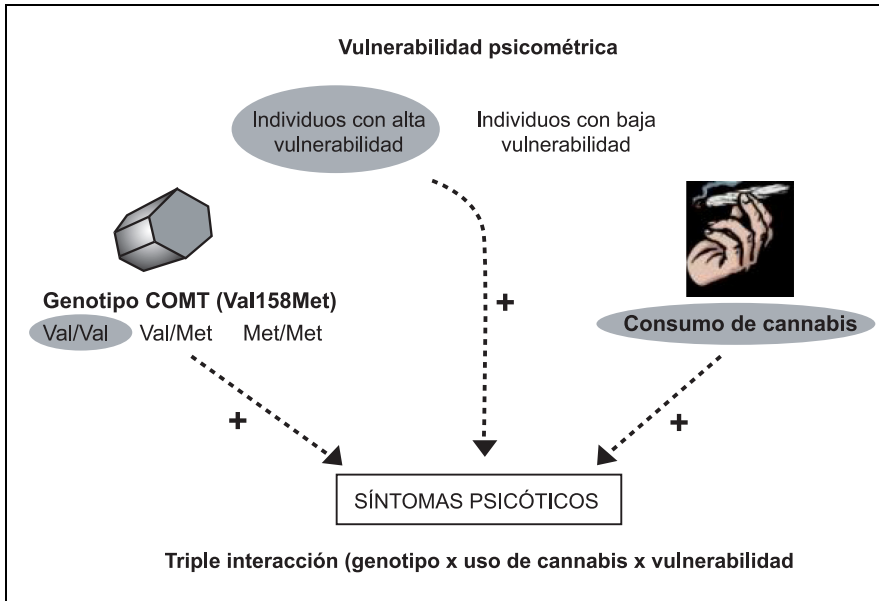 Vulnerabilidad psicométrica
Individuos con alta
vulnerabilidad
Individuos con baja
vulnerabilidad
Genotipo COMT (Val158Met)
Val/Val Val/Met Met/Met
Consumo de cannabis
+
+
+
SÍNTOMAS PSICÓTICOS
Triple interacción (genotipo x uso de cannabis x vulnerabilidad